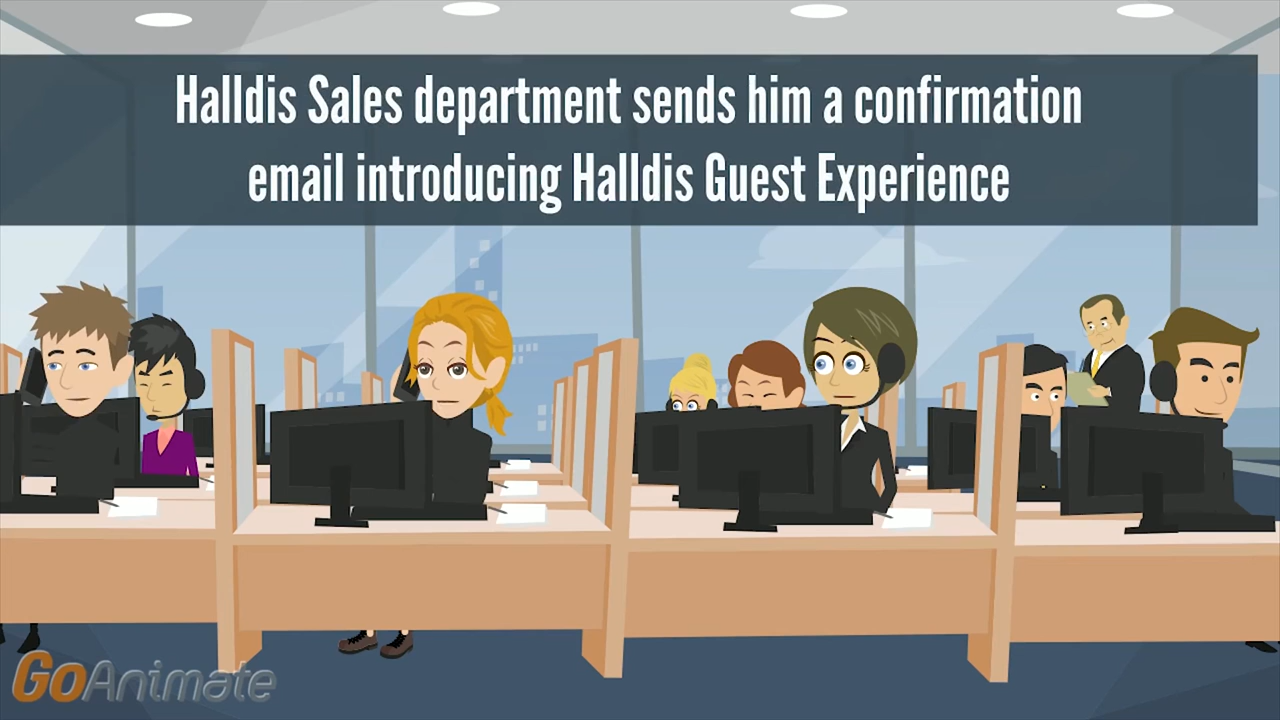 Halldis Sales department sends him a confirmation
email introducing Halldis Guest Experience
GoAnimate